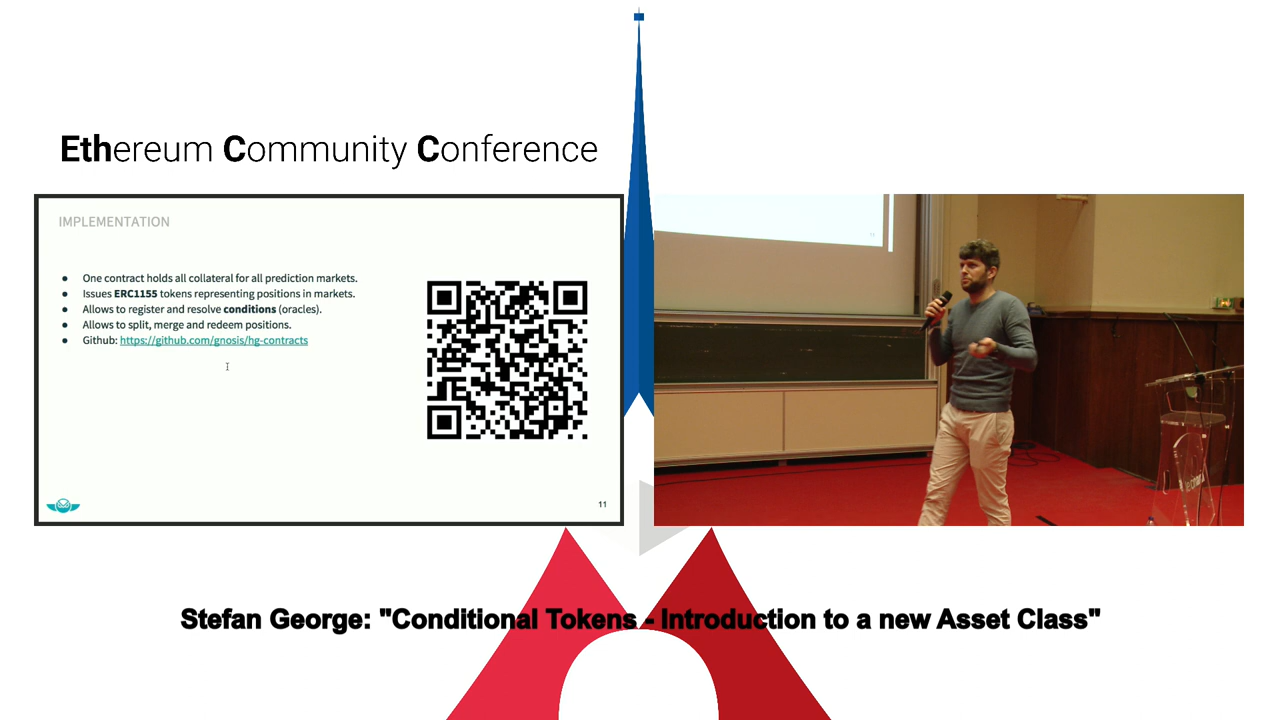 Ethereum Community Conference
IMPLEMENTATION
● One contract holds all collateral for all prediction markets.
● Issues ERC1155 tokens representing positions in markets.
● Allows to register and resolve conditions (oracles).
● Allows to split, merge and redeem positions.
● Github: https://github.com/gnosis/hg-contracts
11
Stefan George: "Conditional Tokens - Introduction to a new Asset Class"